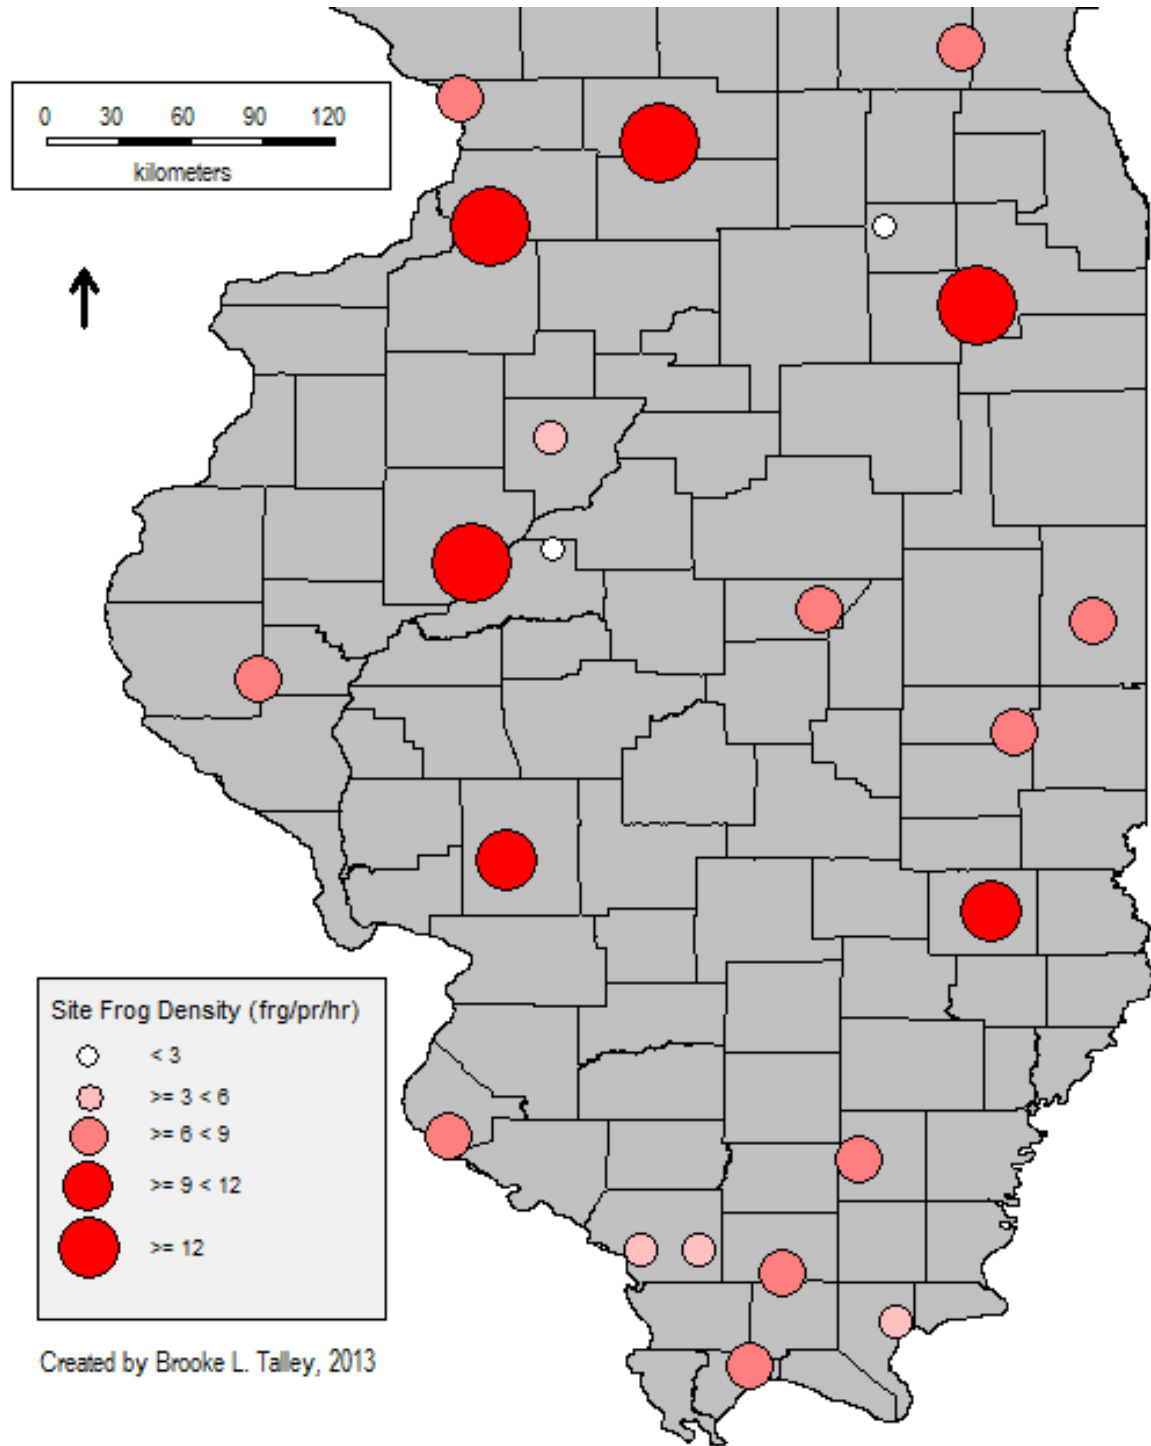 0 30 60 90 120
kilometers
Site Frog Density (frg/pr/hr)
< 3
>= 3 < 6
>= 6 < 9
>= 9 < 12
>= 12
Created by Brooke L. Talley, 2013